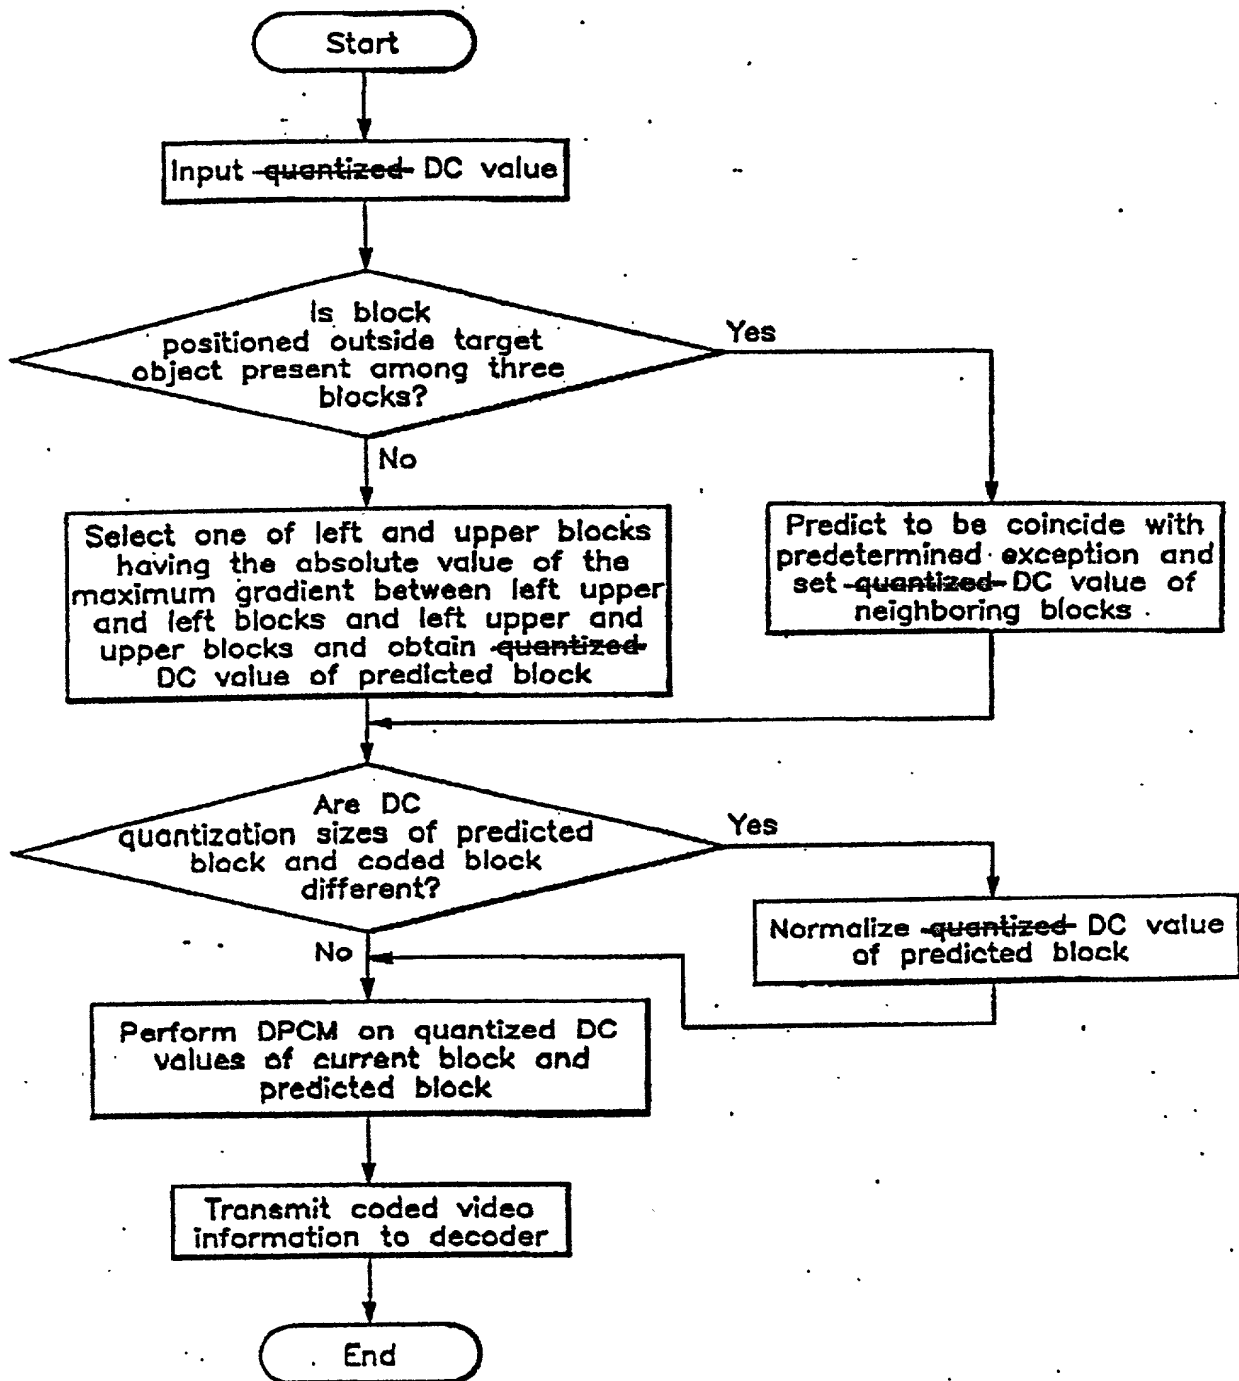 Start
Input quantized DC value
Is block
positioned outside target
object present among three
blocks?
Yes
No
Select one of left and upper blocks
having the absolute value of the
maximum gradient between left upper
and left blocks and left upper and
upper blocks and obtain quantized
DC value of predicted block
Predict to be coincide with
predetermined exception and
set quantized DC value of
neighboring blocks
Are DC
quantization sizes of predicted
block and coded block
different?
Yes
No
Normalize quantized DC value
of predicted block
Perform DPCM on quantized DC
values of current block and
predicted block
Transmit coded video
information to decoder
End